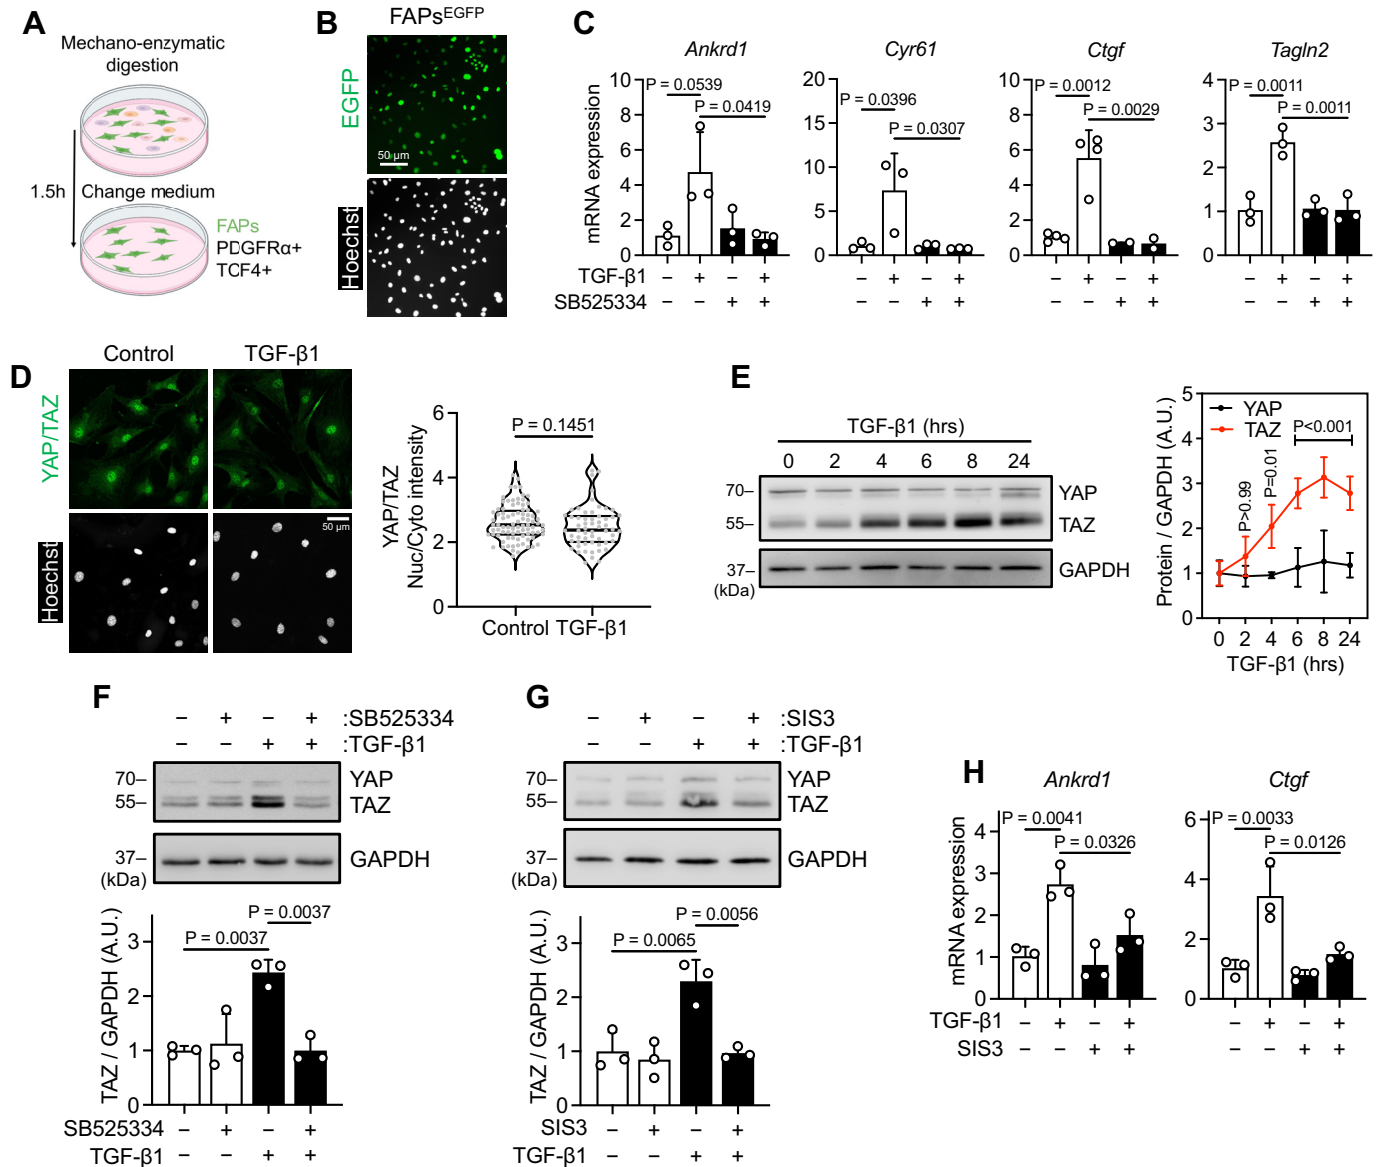 A
Mechano-enzymatic
digestion
1.5h
Change medium
FAPs
PDGFRα+
TCF4+
B
FAPsEGFP
EGFP
50 µm
Hoechst
C
Ankrd1
Cyr61
Ctgf
Tagln2
mRNA expression
10
8
6
4
2
0
P = 0.0539
P = 0.0419
20
15
10
5
0
P = 0.0396
P = 0.0307
10
8
6
4
2
0
P = 0.0012
P = 0.0029
4
3
2
1
0
P = 0.0011
P = 0.0011
TGF-β1 − + − + − + − + − + − + − + − +
SB525334 − − + + − − + + − − + + − − + +
D
Control
TGF-β1
YAP/TAZ
50 µm
Hoechst
YAP/TAZ
Nuc/Cyto intensity
6
4
2
0
P = 0.1451
Control TGF-β1
E
TGF-β1 (hrs)
0 2 4 6 8 24
70–
YAP
55–
TAZ
37–
GAPDH
(kDa)
Protein / GAPDH (A.U.)
5
4
3
2
1
0
YAP
TAZ
P<0.001
P>0.99
P=0.01
0 2 4 6 8 24
TGF-β1 (hrs)
F
− + − + :SB525334
− − + + :TGF-β1
70–
YAP
55–
TAZ
37–
GAPDH
(kDa)
TAZ / GAPDH (A.U.)
3
2
1
0
P = 0.0037
P = 0.0037
SB525334 − + − +
TGF-β1 − − + +
G
− + − + :SIS3
− − + + :TGF-β1
70–
YAP
55–
TAZ
37–
GAPDH
(kDa)
TAZ / GAPDH (A.U.)
3
2
1
0
P = 0.0056
P = 0.0065
SIS3 − + − +
TGF-β1 − − + +
H
Ankrd1
Ctgf
mRNA expression
4
3
2
1
0
P = 0.0041
P = 0.0326
6
4
2
0
P = 0.0033
P = 0.0126
TGF-β1 − + − + − + − +
SIS3 − − + + − − + +